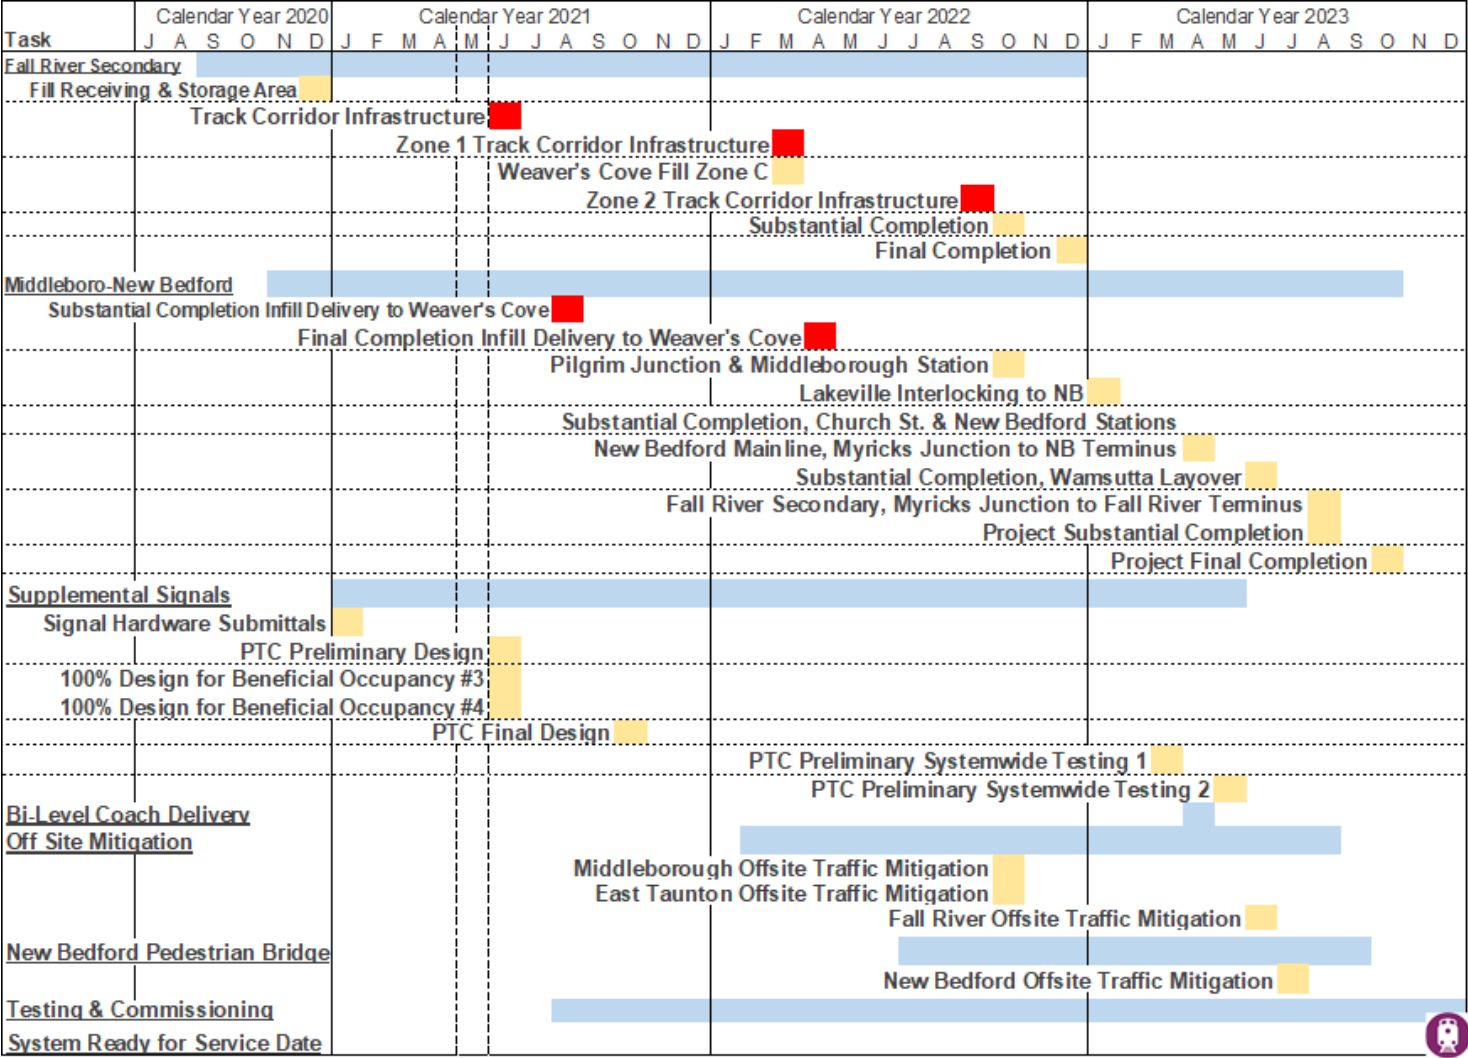 Calendar Year 2020 Calendar Year 2021 Calendar Year 2022 Calendar Year 2023
Task J A S O N D J F M A M J J A S O N D J F M A M J J A S O N D J F M A M J J A S O N D
Fall River Secondary
Fill Receiving & Storage Area
Track Corridor Infrastructure
Zone 1 Track Corridor Infrastructure
Weaver's Cove Fill Zone C
Zone 2 Track Corridor Infrastructure
Substantial Completion
Final Completion
Middleboro-New Bedford
Substantial Completion Infill Delivery to Weaver's Cove
Final Completion Infill Delivery to Weaver's Cove
Pilgrim Junction & Middleborough Station
Lakeville Interlocking to NB
Substantial Completion, Church St. & New Bedford Stations
New Bedford Mainline, Myricks Junction to NB Terminus
Substantial Completion, Wamsutta Layover
Fall River Secondary, Myricks Junction to Fall River Terminus
Project Substantial Completion
Project Final Completion
Supplemental Signals
Signal Hardware Submittals
PTC Preliminary Design
100% Design for Beneficial Occupancy #3
100% Design for Beneficial Occupancy #4
PTC Final Design
PTC Preliminary Systemwide Testing 1
PTC Preliminary Systemwide Testing 2
Bi-Level Coach Delivery
Off Site Mitigation
Middleborough Offsite Traffic Mitigation
East Taunton Offsite Traffic Mitigation
Fall River Offsite Traffic Mitigation
New Bedford Pedestrian Bridge
New Bedford Offsite Traffic Mitigation
Testing & Commissioning
System Ready for Service Date